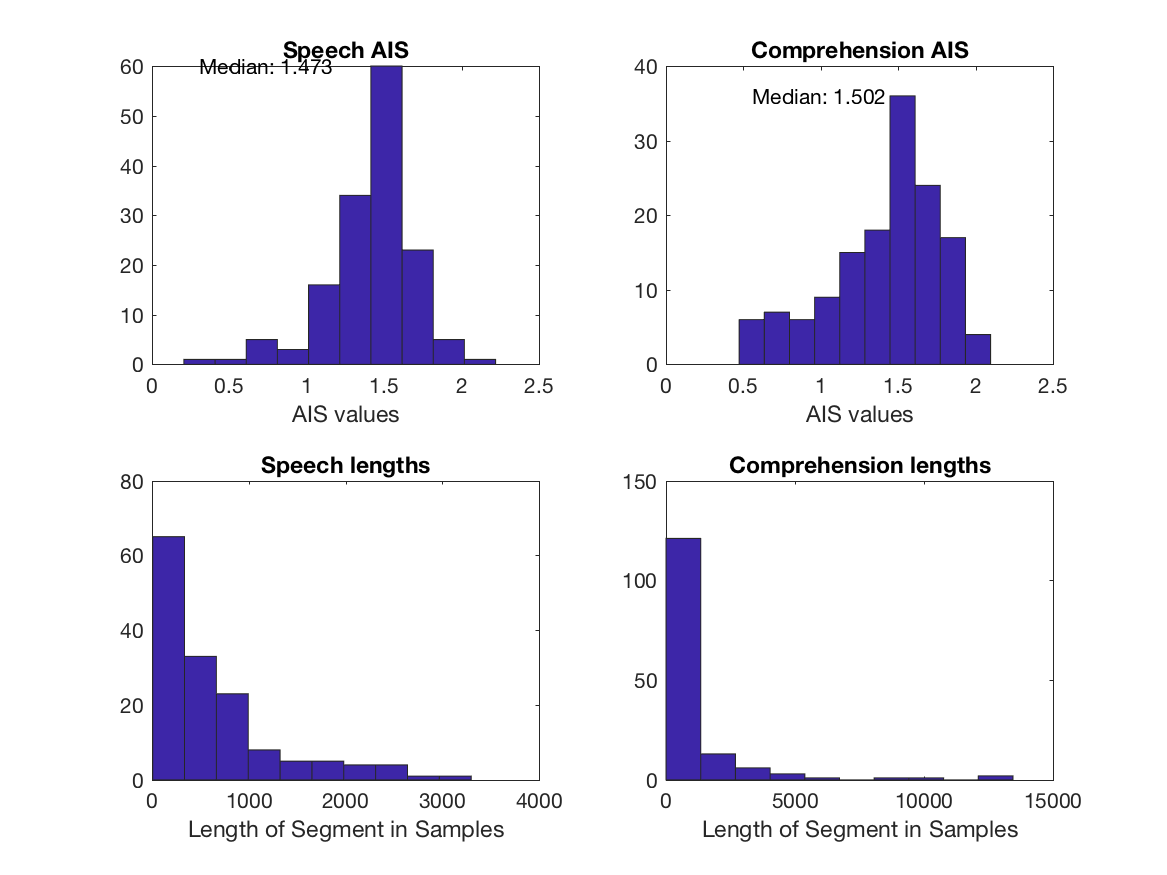 Speech AIS
Median: 1.473
60
50
40
30
20
10
0
0 0.5 1 1.5 2 2.5
AIS values
Comprehension AIS
Median: 1.502
40
30
20
10
0
0 0.5 1 1.5 2 2.5
AIS values
Speech lengths
80
60
40
20
0
0 1000 2000 3000 4000
Length of Segment in Samples
Comprehension lengths
150
100
50
0
0 5000 10000 15000
Length of Segment in Samples